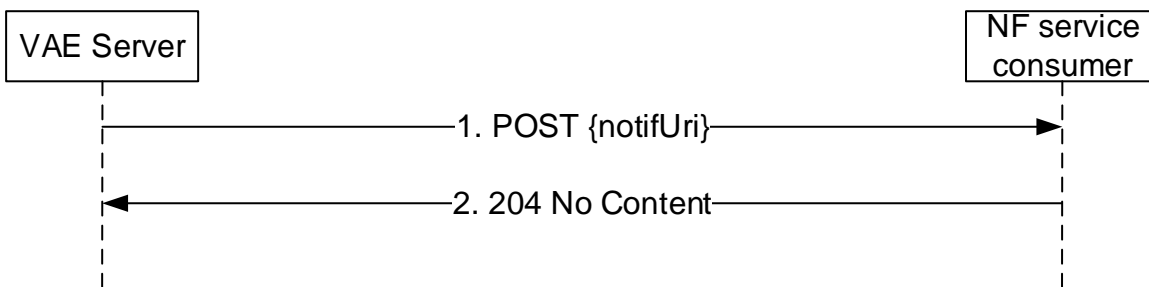 VAE Server
NF service
consumer
1. POST {notifUri}
2. 204 No Content